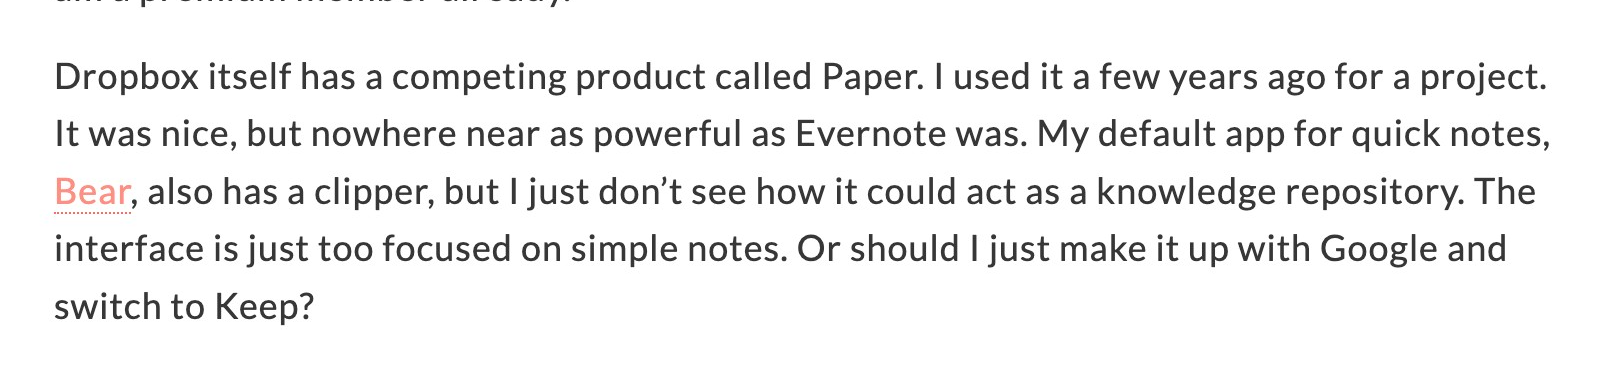 Dropbox itself has a competing product called Paper. I used it a few years ago for a project.
It was nice, but nowhere near as powerful as Evernote was. My default app for quick notes,
Bear, also has a clipper, but I just don’t see how it could act as a knowledge repository. The
interface is just too focused on simple notes. Or should I just make it up with Google and
switch to Keep?